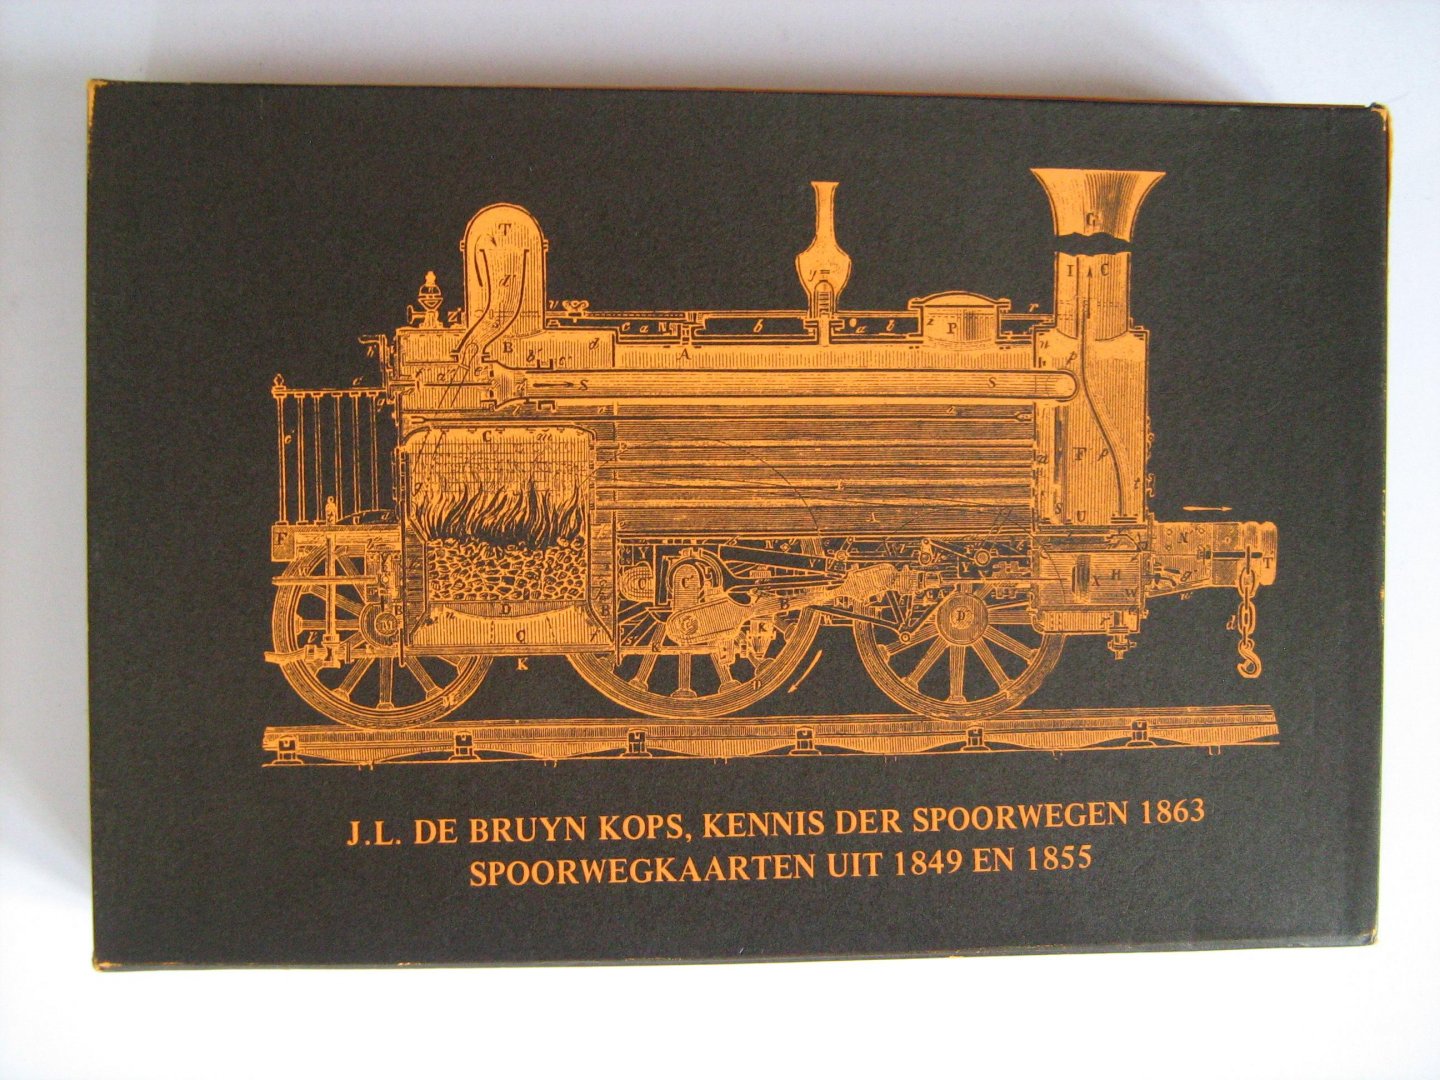 J.L. DE BRUYN KOPS, KENNIS DER SPOORWEGEN 1863
SPOORWEGKAARTEN UIT 1849 EN 1855